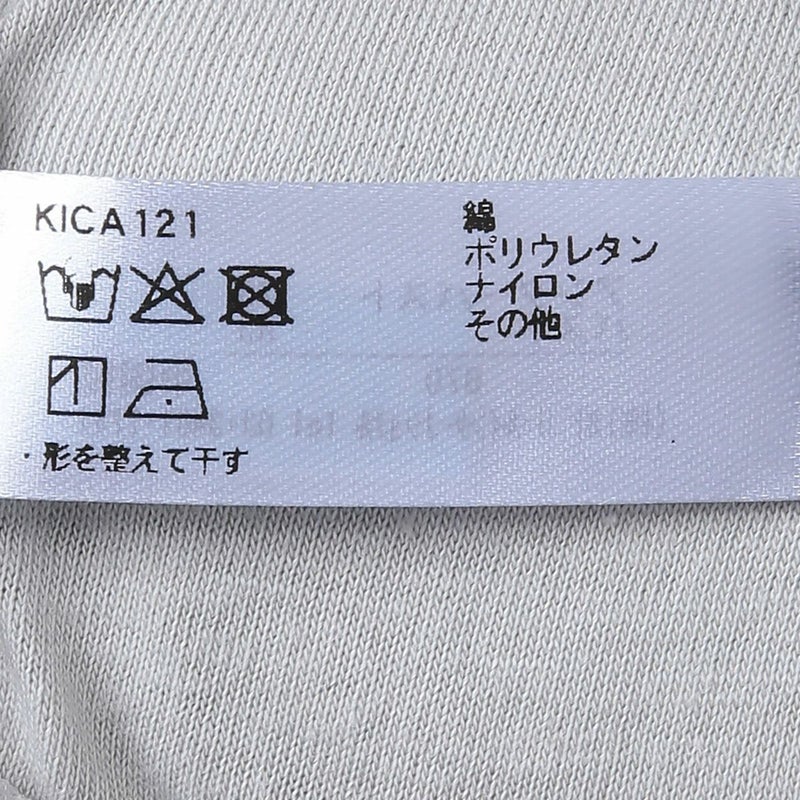 KICA121
綿
ポリウレタン
ナイロン
その他
・形を整えて干す